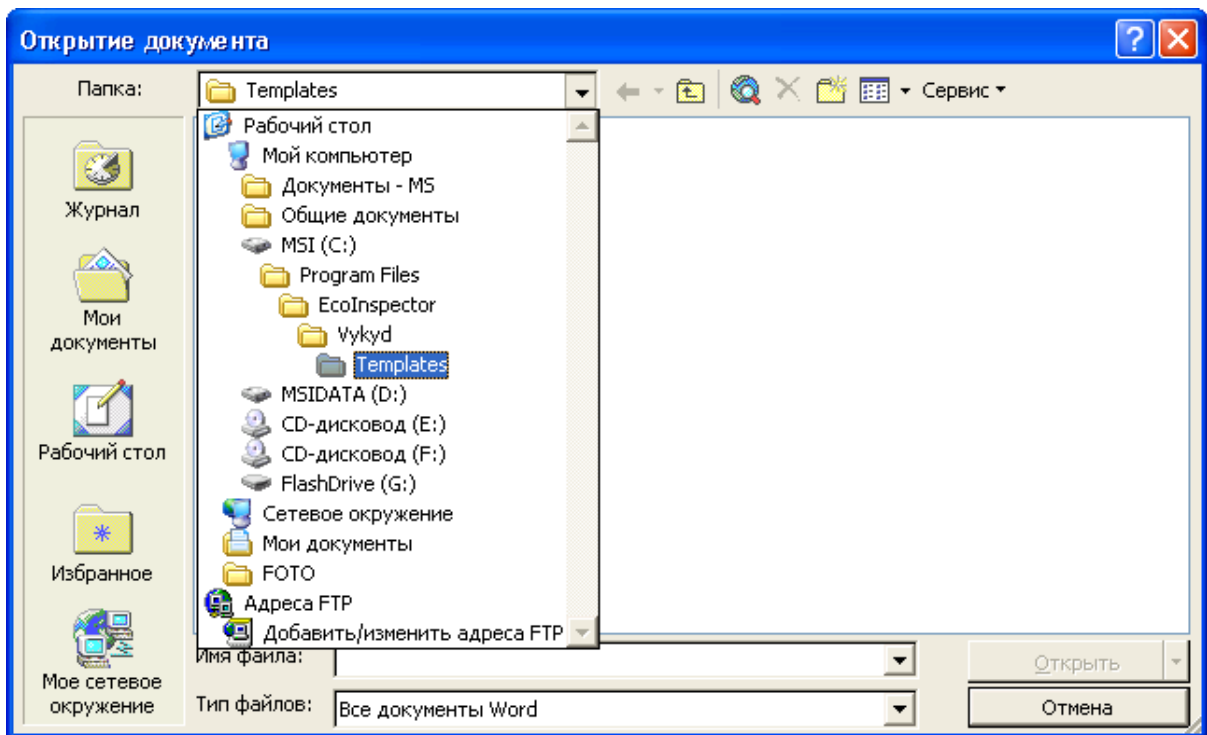 Открытие документа
Папка:
Templates
Сервис
Рабочий стол
Мой компьютер
Документы - MS
Общие документы
MSI (C:)
Program Files
EcoInspector
Vykyd
Templates
MSIDATA (D:)
CD-дисковод (E:)
CD-дисковод (F:)
FlashDrive (G:)
Сетевое окружение
Мои документы
FOTO
Адреса FTP
Добавить/изменить адреса FTP
Журнал
Мои
документы
Рабочий стол
Избранное
Мое сетевое
окружение
Имя файла:
Открыть
Тип файлов:
Все документы Word
Отмена